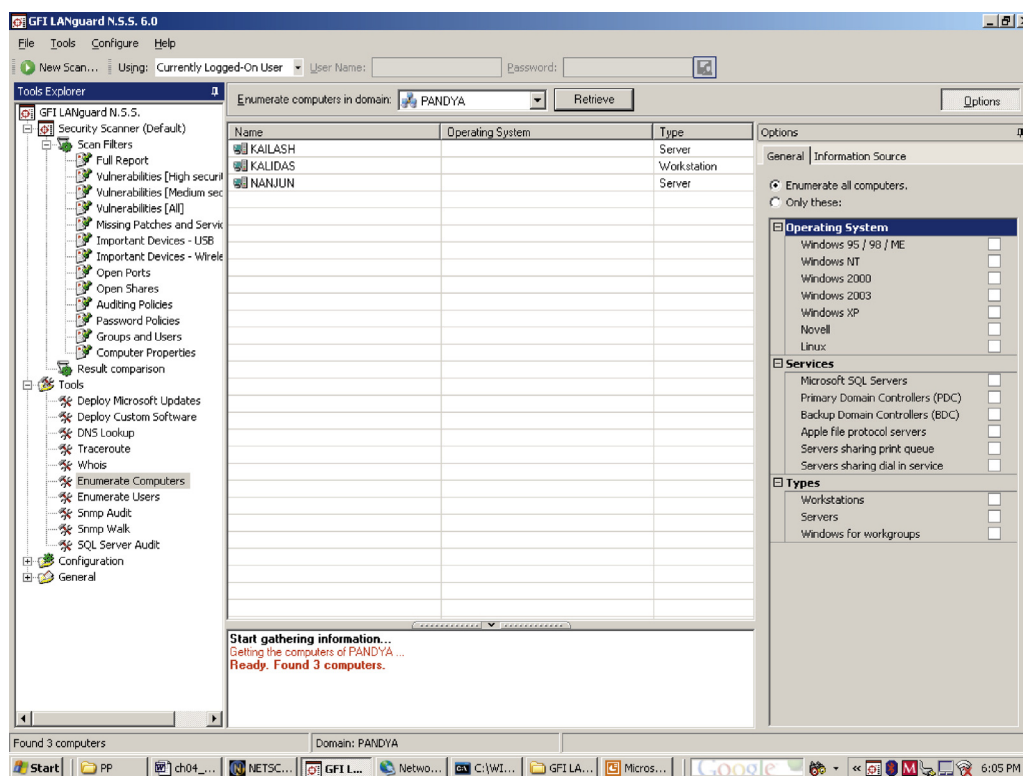 GFI LANguard N.S.S. 6.0
File Tools Configure Help
New Scan... Using: Currently Logged-On User User Name: Password:
Tools Explorer
Enumerate computers in domain: PANDYA Retrieve Options
GFI LANguard N.S.S.
Security Scanner (Default)
Scan Filters
Full Report
Vulnerabilities [High securi
Vulnerabilities [Medium sec
Vulnerabilities [All]
Missing Patches and Servic
Important Devices - USB
Important Devices - Wirele
Open Ports
Open Shares
Auditing Policies
Password Policies
Groups and Users
Computer Properties
Result comparison
Tools
Deploy Microsoft Updates
Deploy Custom Software
DNS Lookup
Traceroute
Whois
Enumerate Computers
Enumerate Users
Snmp Audit
Snmp Walk
SQL Server Audit
Configuration
General
Name Operating System Type
KAILASH Server
KALIDAS Workstation
NANJUN Server
Options
General Information Source
Enumerate all computers.
Only these:
Operating System
Windows 95 / 98 / ME
Windows NT
Windows 2000
Windows 2003
Windows XP
Novell
Linux
Services
Microsoft SQL Servers
Primary Domain Controllers (PDC)
Backup Domain Controllers (BDC)
Apple file protocol servers
Servers sharing print queue
Servers sharing dial in service
Types
Workstations
Servers
Windows for workgroups
Start gathering information...
Getting the computers of PANDYA ...
Ready. Found 3 computers.
Found 3 computers Domain: PANDYA
Start PP ch04_... NETSC... GFI L... Netwo... C:\WI... GFI LA... Micros... Google « 6:05 PM